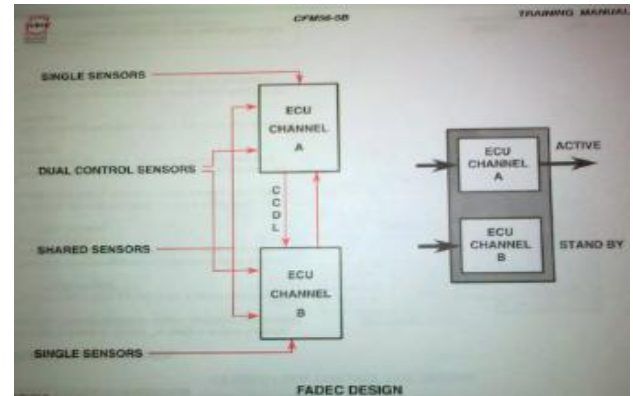 CFM56-5B
TRAINING MANUAL
SINGLE SENSORS
ECU
CHANNEL
A
DUAL CONTROL SENSORS
CCDL
SHARED SENSORS
ECU
CHANNEL
B
SINGLE SENSORS
ECU
CHANNEL
A
ACTIVE
ECU
CHANNEL
B
STAND BY
FADEC DESIGN